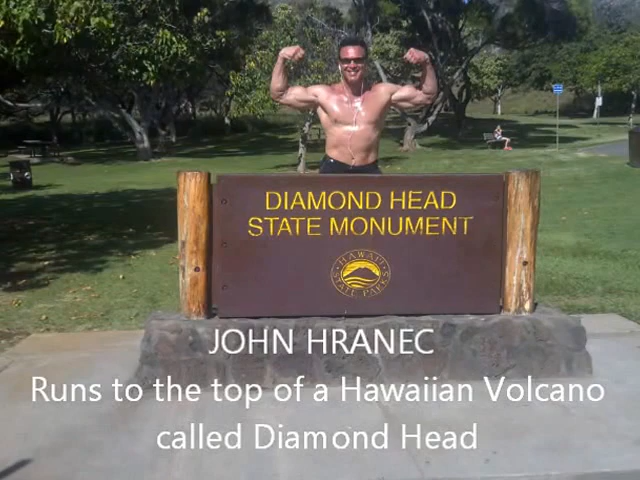 DIAMOND HEAD
STATE MONUMENT
HAWAII
STATE PARKS
JOHN HRANEC
Runs to the top of a Hawaiian Volcano
called Diamond Head